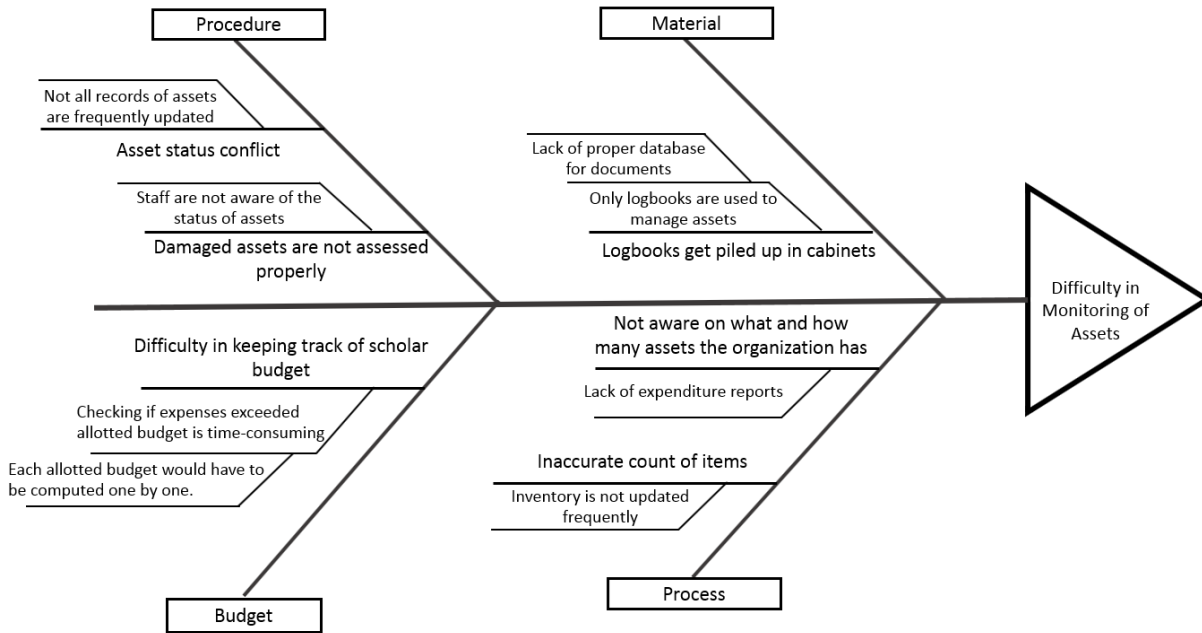 Procedure
Material
Not all records of assets
are frequently updated
Asset status conflict
Staff are not aware of the
status of assets
Damaged assets are not assessed
properly
Lack of proper database
for documents
Only logbooks are used to
manage assets
Logbooks get piled up in cabinets
Difficulty in
Monitoring of
Assets
Difficulty in keeping track of scholar
budget
Checking if expenses exceeded
allotted budget is time-consuming
Each allotted budget would have to
be computed one by one.
Not aware on what and how
many assets the organization has
Lack of expenditure reports
Inaccurate count of items
Inventory is not updated
frequently
Budget
Process